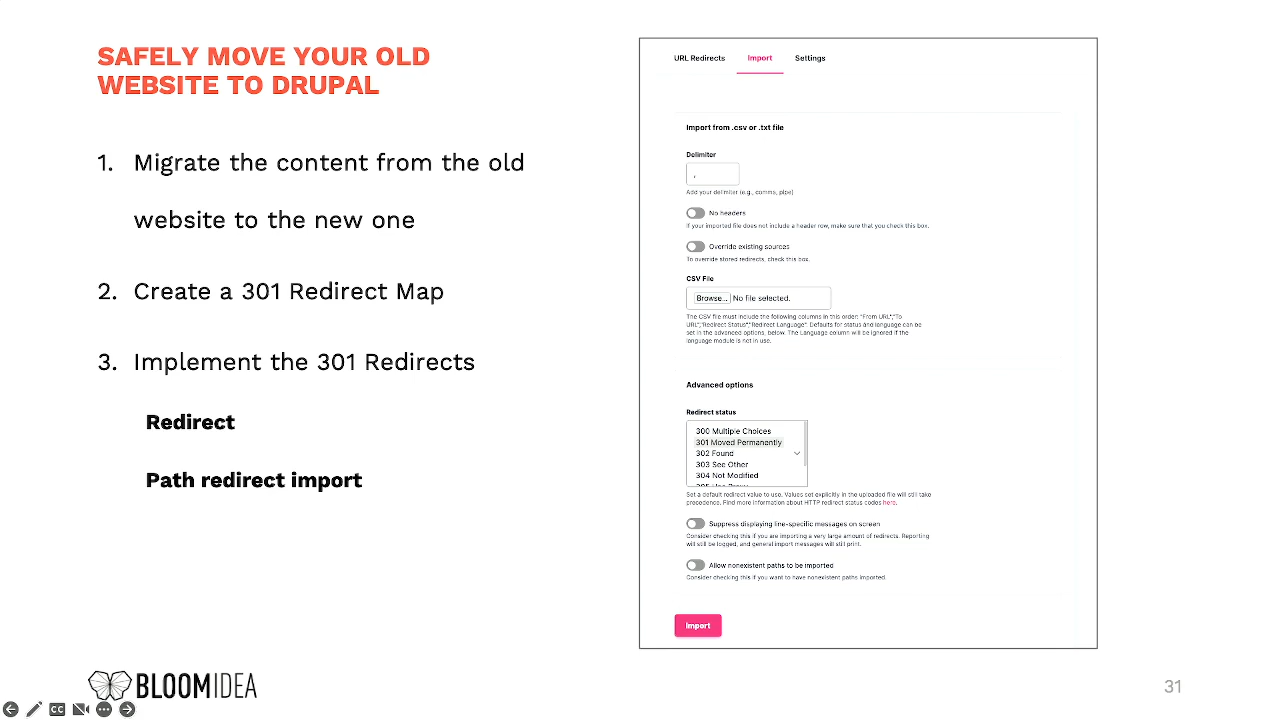 SAFELY MOVE YOUR OLD
WEBSITE TO DRUPAL
1. Migrate the content from the old
website to the new one
2. Create a 301 Redirect Map
3. Implement the 301 Redirects
Redirect
Path redirect import
URL Redirects Import Settings
Import from .csv or .txt file
Delimiter
,
Add your delimiter (e.g., comms, pipe)
No headers
If your imported file does not include a header row, make sure that you check this box.
Override existing sources
To override stored redirects, check this box.
CSV File
Browse... No file selected.
The CSV file must include the following columns in this order: "From URL","To
URL","Redirect Status","Redirect Language". Defaults for status and language can be
set in the advanced options, below. The Language column will be ignored if the
language module is not in use.
Advanced options
Redirect status
300 Multiple Choices
301 Moved Permanently
302 Found
303 See Other
304 Not Modified
305 Use Proxy
Set a default redirect value to use. Values set explicitly in the uploaded file will still take
precedence. Find more information about HTTP redirect status codes here.
Suppress displaying line-specific messages on screen
Consider checking this if you are importing a very large amount of redirects. Reporting
will still be logged, and general import messages will still print.
Allow nonexistent paths to be imported
Consider checking this if you want to have nonexistent paths imported.
Import
BLOOMIDEA
31
CC